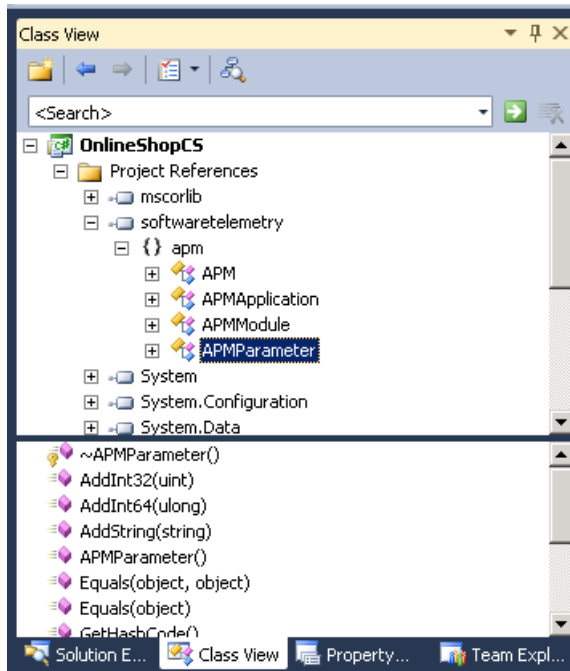 Class View
<Search>
OnlineShopCS
Project References
mscorlib
softwaretelemetry
{} apm
APM
APMApplication
APMModule
APMParameter
System
System.Configuration
System.Data
~APMParameter()
AddInt32(uint)
AddInt64(ulong)
AddString(string)
APMParameter()
Equals(object, object)
Equals(object)
GetHashCode()
Solution E... Class View Property... Team Expl...